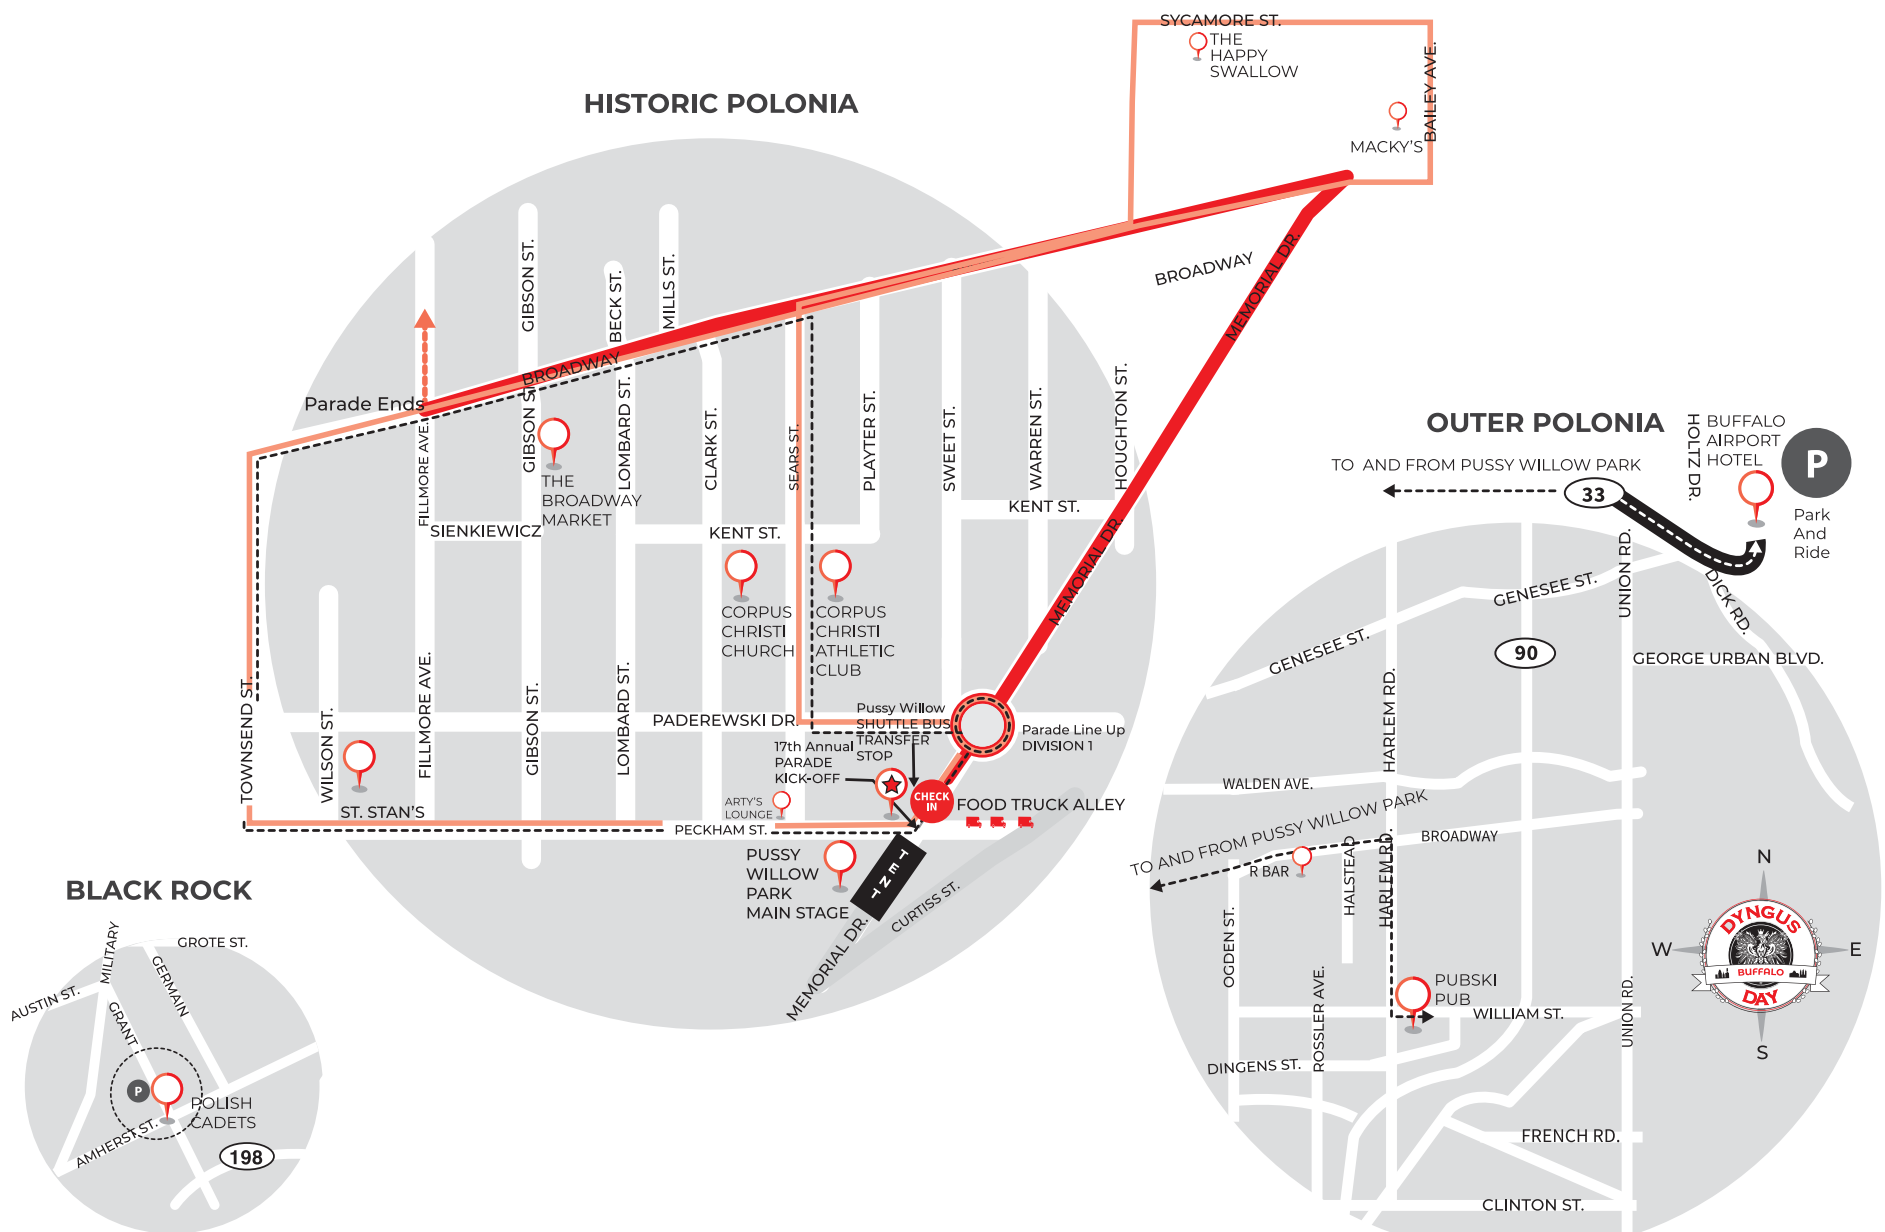 SYCAMORE ST.
THE
HAPPY
SWALLOW
BAILEY AVE.
MACKY'S
HISTORIC POLONIA
GIBSON ST.
BECK ST.
MILLS ST.
BROADWAY
MEMORIAL DR.
BROADWAY
Parade Ends
FILLMORE AVE.
GIBSON ST.
LOMBARD ST.
CLARK ST.
SEARS ST.
PLAYTER ST.
SWEET ST.
WARREN ST.
HOUGHTON ST.
THE
BROADWAY
MARKET
SIENKIEWICZ
KENT ST.
KENT ST.
MEMORIAL DR.
CORPUS
CHRISTI
CHURCH
CORPUS
CHRISTI
ATHLETIC
CLUB
TOWNSEND ST.
WILSON ST.
FILLMORE AVE.
GIBSON ST.
LOMBARD ST.
PADEREWSKI DR.
Pussy Willow
SHUTTLE BUS
TRANSFER
STOP
17th Annual
PARADE
KICK-OFF
Parade Line Up
DIVISION 1
ST. STAN'S
ARTY'S
LOUNGE
CHECK
IN
FOOD TRUCK ALLEY
PECKHAM ST.
PUSSY
WILLOW
PARK
MAIN STAGE
TENT
CURTISS ST.
MEMORIAL DR.
BLACK ROCK
MILITARY
GROTE ST.
GERMAIN
AUSTIN ST.
GRANT
P
POLISH
CADETS
AMHERST ST.
198
OUTER POLONIA
HOLTZ DR.
BUFFALO
AIRPORT
HOTEL
P
Park
And
Ride
TO AND FROM PUSSY WILLOW PARK
33
UNION RD.
DICK RD.
GENESEE ST.
GENESEE ST.
90
GEORGE URBAN BLVD.
HARLEM RD.
WALDEN AVE.
TO AND FROM PUSSY WILLOW PARK
BROADWAY
R BAR
HALSTEAD
HARLEM RD.
OGDEN ST.
ROSSLER AVE.
PUBSKI
PUB
WILLIAM ST.
UNION RD.
DINGENS ST.
FRENCH RD.
CLINTON ST.
N
W
E
S
DYNGUS
BUFFALO
DAY